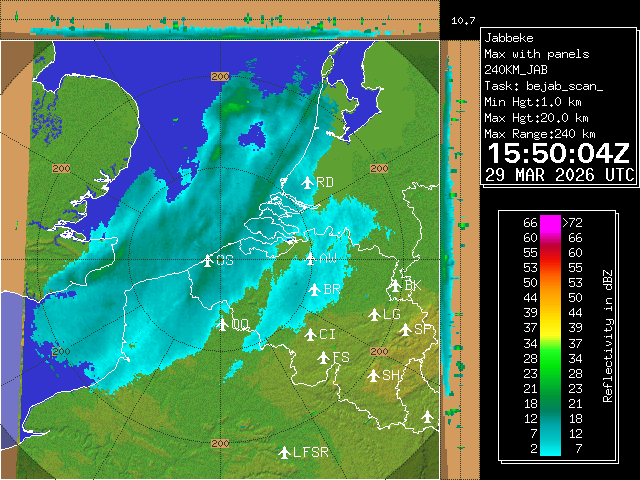 10.7
Jabbeke
Max with panels
240KM_JAB
Task: bejab_scan_
Min Hgt:1.0 km
Max Hgt:20.0 km
Max Range:240 km
15:50:04Z
29 MAR 2026 UTC
200
200
200
RD
OS
AW
BR
BK
LG
SP
QQ
CI
FS
SH
200
200
LFSR
66 >72
60 66
55 60
53 55
50 53
44 50
39 44
37 39
34 37
28 34
23 28
21 23
18 21
12 18
7 12
2 7
Reflectivity in dBZ